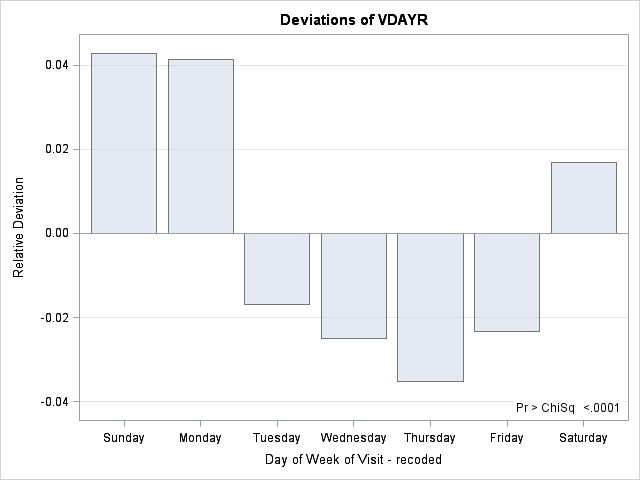 Deviations of VDAYR
Relative Deviation
0.04
0.02
0.00
-0.02
-0.04
Pr > ChiSq <.0001
Sunday Monday Tuesday Wednesday Thursday Friday Saturday
Day of Week of Visit - recoded